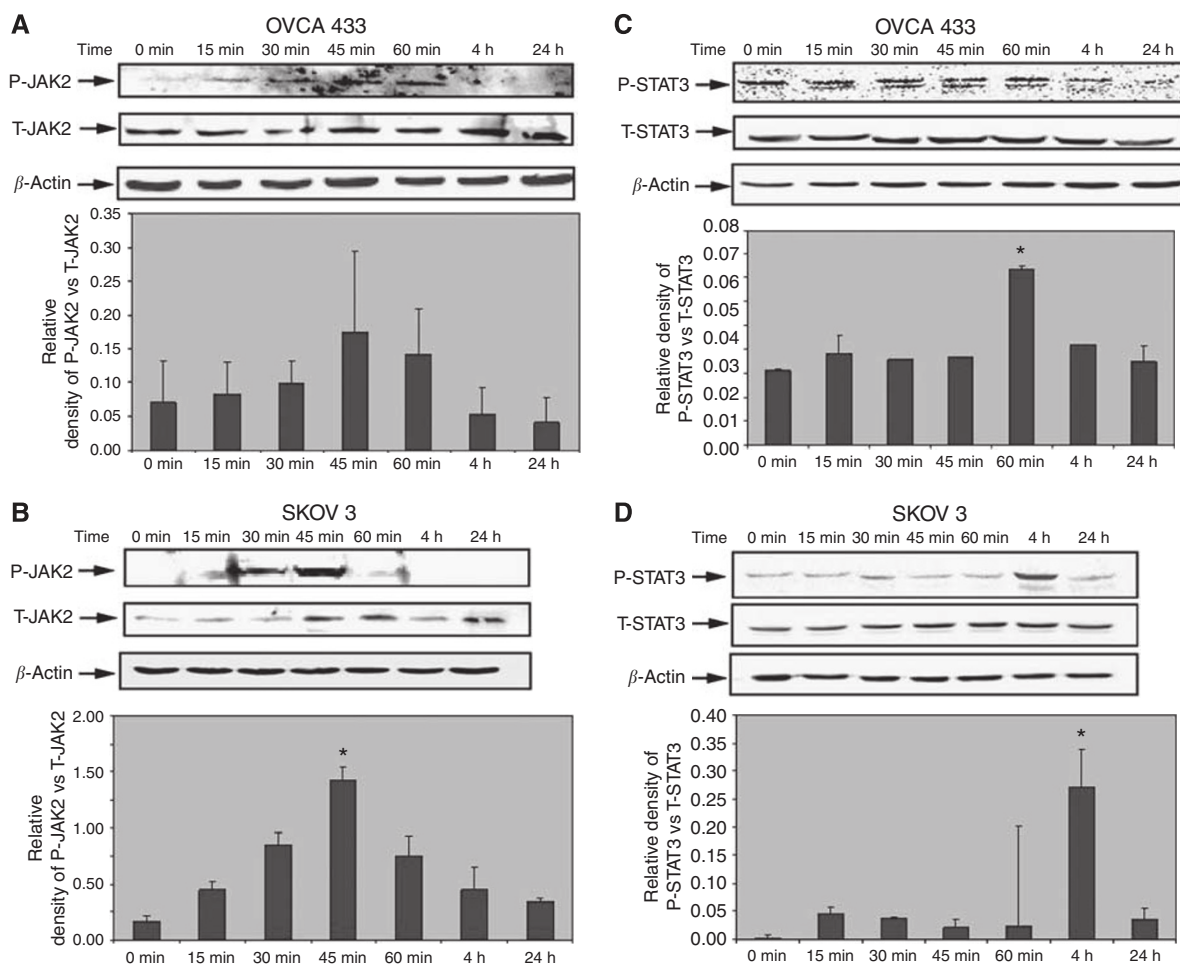 A
OVCA 433
Time 0 min 15 min 30 min 45 min 60 min 4 h 24 h
P-JAK2
T-JAK2
β-Actin
Relative
density of P-JAK2 vs T-JAK2
0.35
0.30
0.25
0.20
0.15
0.10
0.05
0.00
0 min 15 min 30 min 45 min 60 min 4 h 24 h
B
SKOV 3
Time 0 min 15 min 30 min 45 min 60 min 4 h 24 h
P-JAK2
T-JAK2
β-Actin
Relative
density of P-JAK2 vs T-JAK2
2.00
1.50
1.00
0.50
0.00
*
0 min 15 min 30 min 45 min 60 min 4 h 24 h
C
OVCA 433
Time 0 min 15 min 30 min 45 min 60 min 4 h 24 h
P-STAT3
T-STAT3
β-Actin
Relative density of
P-STAT3 vs T-STAT3
0.08
0.07
0.06
0.05
0.04
0.03
0.02
0.01
0.00
*
0 min 15 min 30 min 45 min 60 min 4 h 24 h
D
SKOV 3
Time 0 min 15 min 30 min 45 min 60 min 4 h 24 h
P-STAT3
T-STAT3
β-Actin
Relative density of
P-STAT3 vs T-STAT3
0.40
0.35
0.30
0.25
0.20
0.15
0.10
0.05
0.00
*
0 min 15 min 30 min 45 min 60 min 4 h 24 h